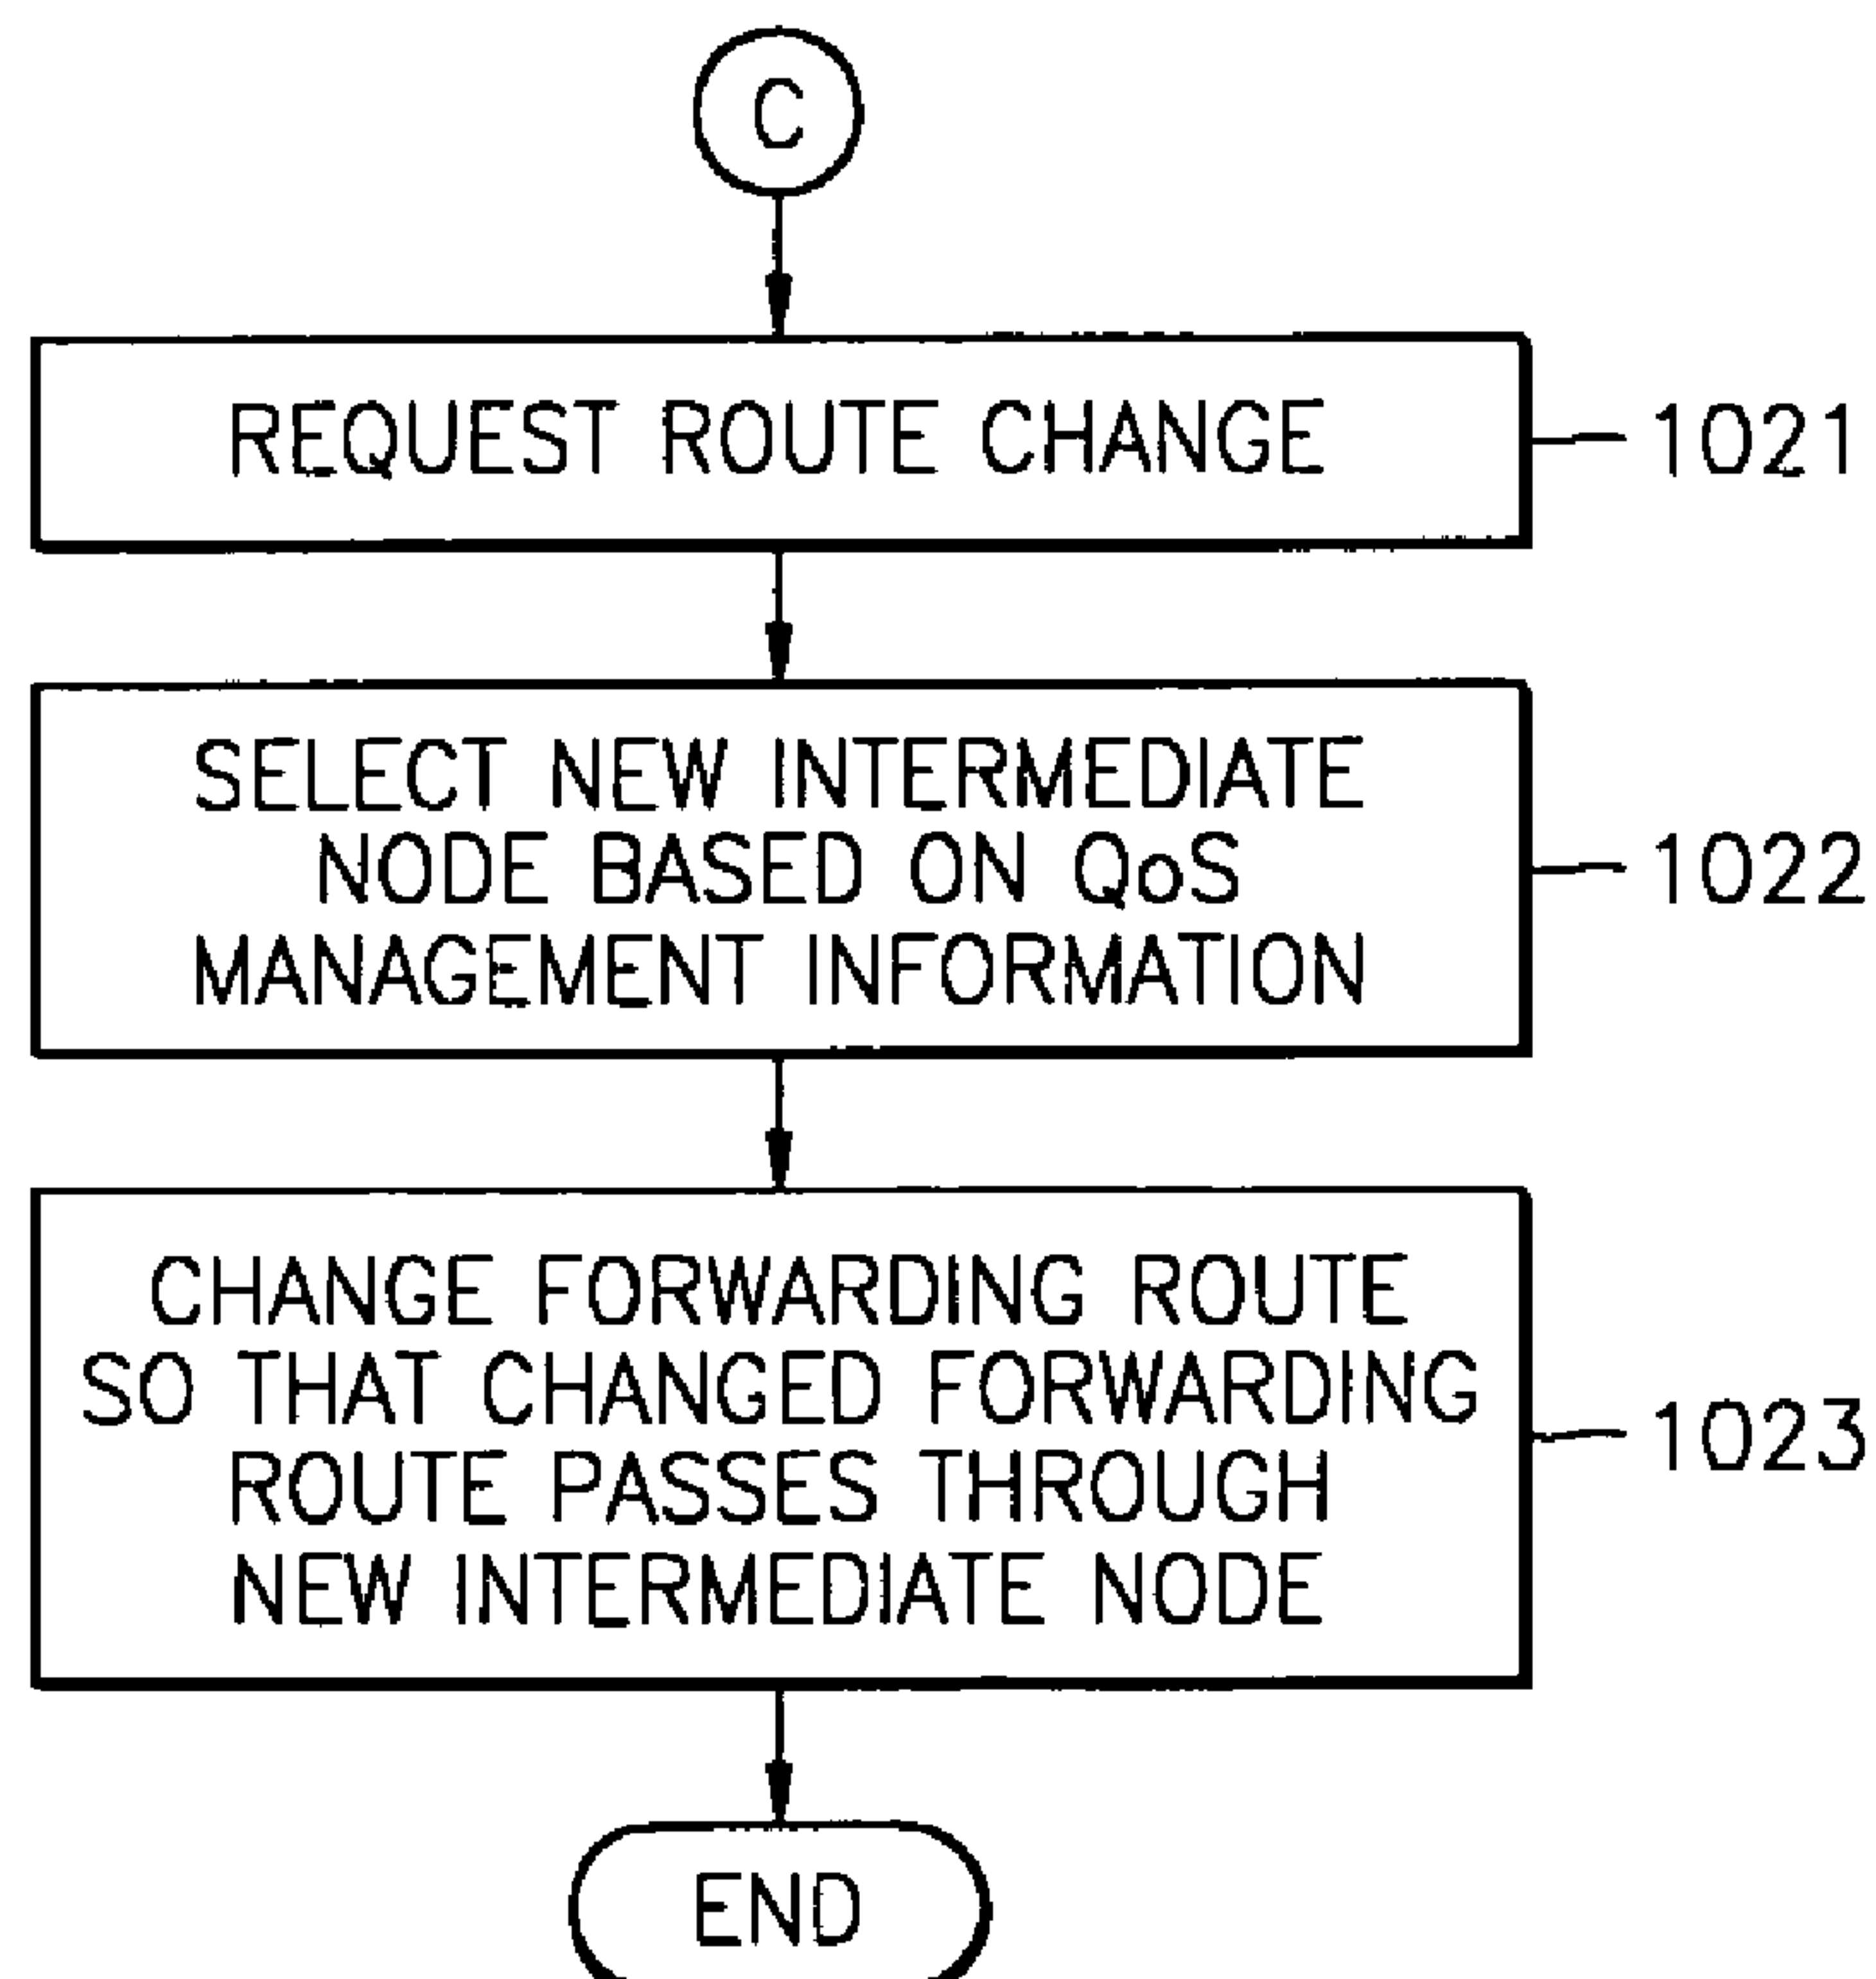 C
REQUEST ROUTE CHANGE
1021
SELECT NEW INTERMEDIATE
NODE BASED ON QoS
MANAGEMENT INFORMATION
1022
CHANGE FORWARDING ROUTE
SO THAT CHANGED FORWARDING
ROUTE PASSES THROUGH
NEW INTERMEDIATE NODE
1023
END